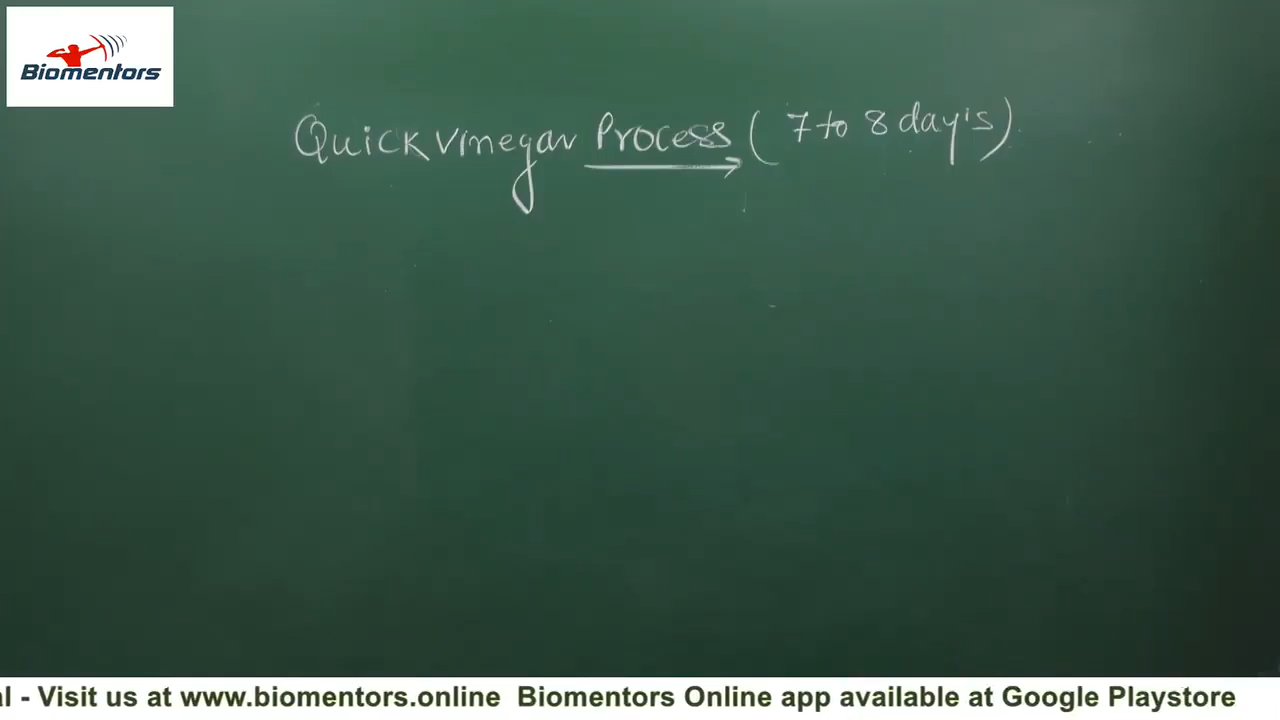 Biomentors
Quick vinegar Process ( 7 to 8 day's )
al - Visit us at www.biomentors.online Biomentors Online app available at Google Playstore